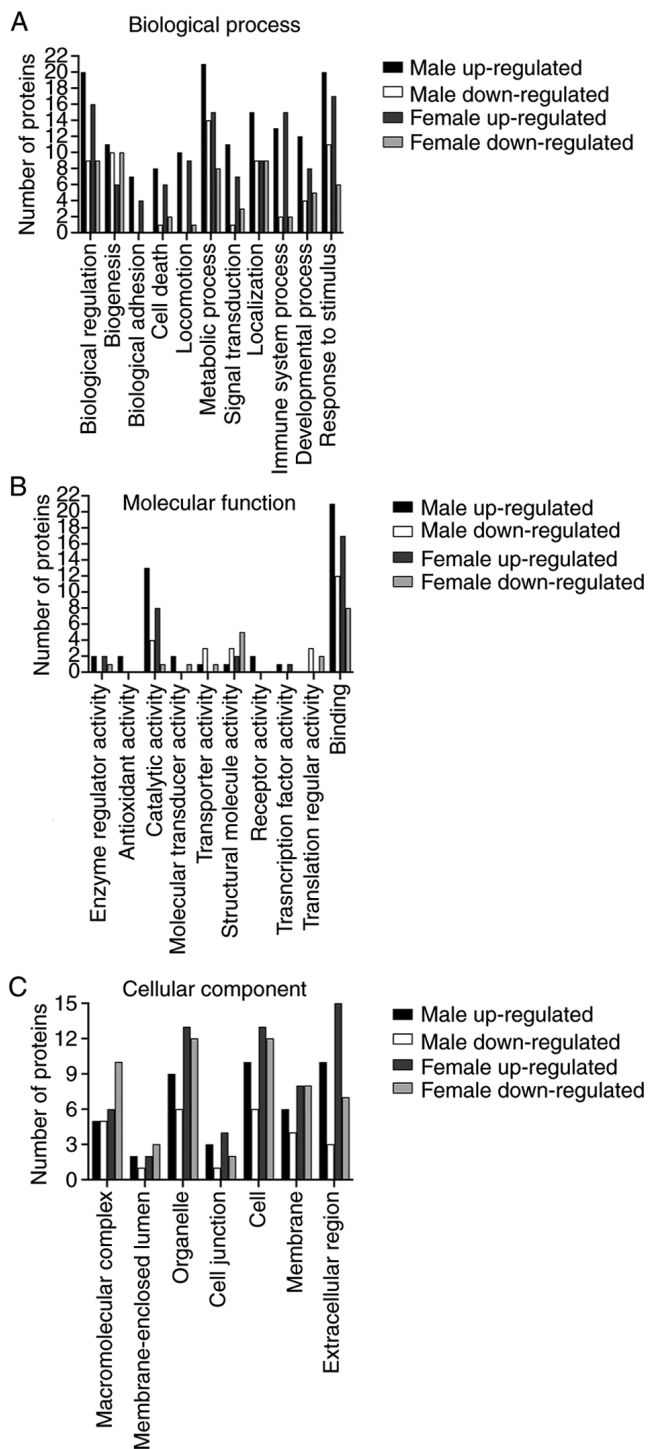 A
Biological process
Number of proteins
22
20
18
16
14
12
10
8
6
4
2
0
Biological regulation
Biogenesis
Biological adhesion
Cell death
Locomotion
Metabolic process
Signal transduction
Localization
Immune system process
Developmental process
Response to stimulus
Male up-regulated
Male down-regulated
Female up-regulated
Female down-regulated
B
Molecular function
Number of proteins
22
20
18
16
14
12
10
8
6
4
2
0
Enzyme regulator activity
Antioxidant activity
Catalytic activity
Molecular transducer activity
Transporter activity
Structural molecule activity
Receptor activity
Trasncription factor activity
Translation regular activity
Binding
Male up-regulated
Male down-regulated
Female up-regulated
Female down-regulated
C
Cellular component
Number of proteins
15
12
9
6
3
0
Macromolecular complex
Membrane-enclosed lumen
Organelle
Cell junction
Cell
Membrane
Extracellular region
Male up-regulated
Male down-regulated
Female up-regulated
Female down-regulated